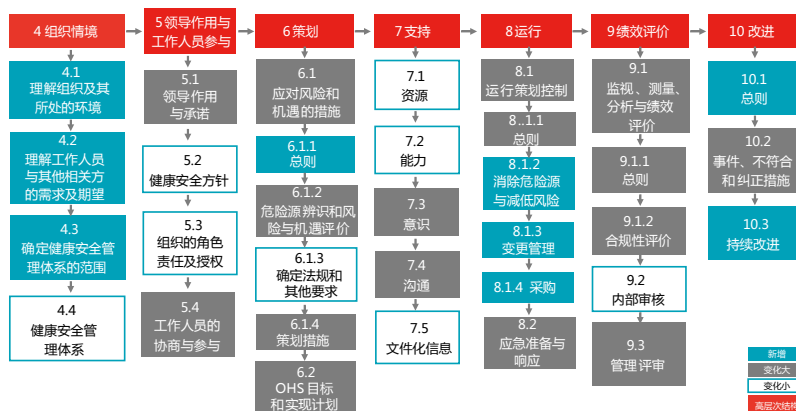 4 组织情境
4.1
理解组织及其
所处的环境
4.2
理解工作人员
与其他相关方
的需求及期望
4.3
确定健康安全管
理体系的范围
4.4
健康安全管
理体系
5领导作用与
工作人员参与
5.1
领导作用
与承诺
5.2
健康安全方针
5.3
组织的角色
责任及授权
5.4
工作人员的
协商与参与
6 策划
6.1
应对风险和
机遇的措施
6.1.1
总则
6.1.2
危险源辨识和风
险与机遇评价
6.1.3
确定法规和
其他要求
6.1.4
策划措施
6.2
OHS 目标
和实现计划
7 支持
7.1
资源
7.2
能力
7.3
意识
7.4
沟通
7.5
文件化信息
8 运行
8.1
运行策划控制
8..1.1
总则
8.1.2
消除危险源
与减低风险
8.1.3
变更管理
8.1.4 采购
8.2
应急准备与
响应
9 绩效评价
9.1
监视、测量、
分析与绩效
评价
9.1.1
总则
9.1.2
合规性评价
9.2
内部审核
9.3
管理评审
10 改进
10.1
总则
10.2
事件、不符合
和纠正措施
10.3
持续改进
新增
变化大
变化小
高层次结构